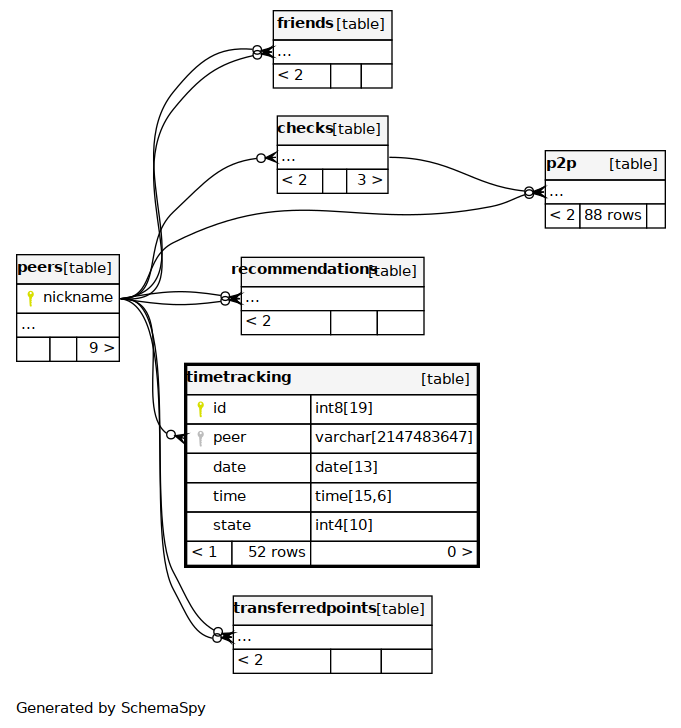 friends [table]
...
< 2
checks [table]
...
< 2 3 >
p2p [table]
...
< 2 88 rows
peers [table]
nickname
...
9 >
recommendations [table]
...
< 2
timetracking [table]
id int8[19]
peer varchar[2147483647]
date date[13]
time time[15,6]
state int4[10]
< 1 52 rows 0 >
transferredpoints [table]
...
< 2
Generated by SchemaSpy